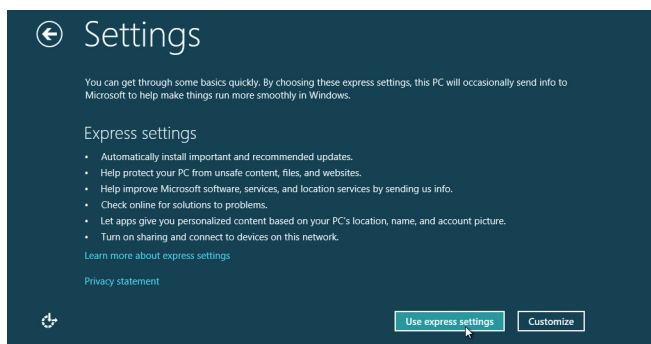 Settings
You can get through some basics quickly. By choosing these express settings, this PC will occasionally send info to
Microsoft to help make things run more smoothly in Windows.
Express settings
• Automatically install important and recommended updates.
• Help protect your PC from unsafe content, files, and websites.
• Help improve Microsoft software, services, and location services by sending us info.
• Check online for solutions to problems.
• Let apps give you personalized content based on your PC's location, name, and account picture.
• Turn on sharing and connect to devices on this network.
Learn more about express settings
Privacy statement
Use express settings
Customize